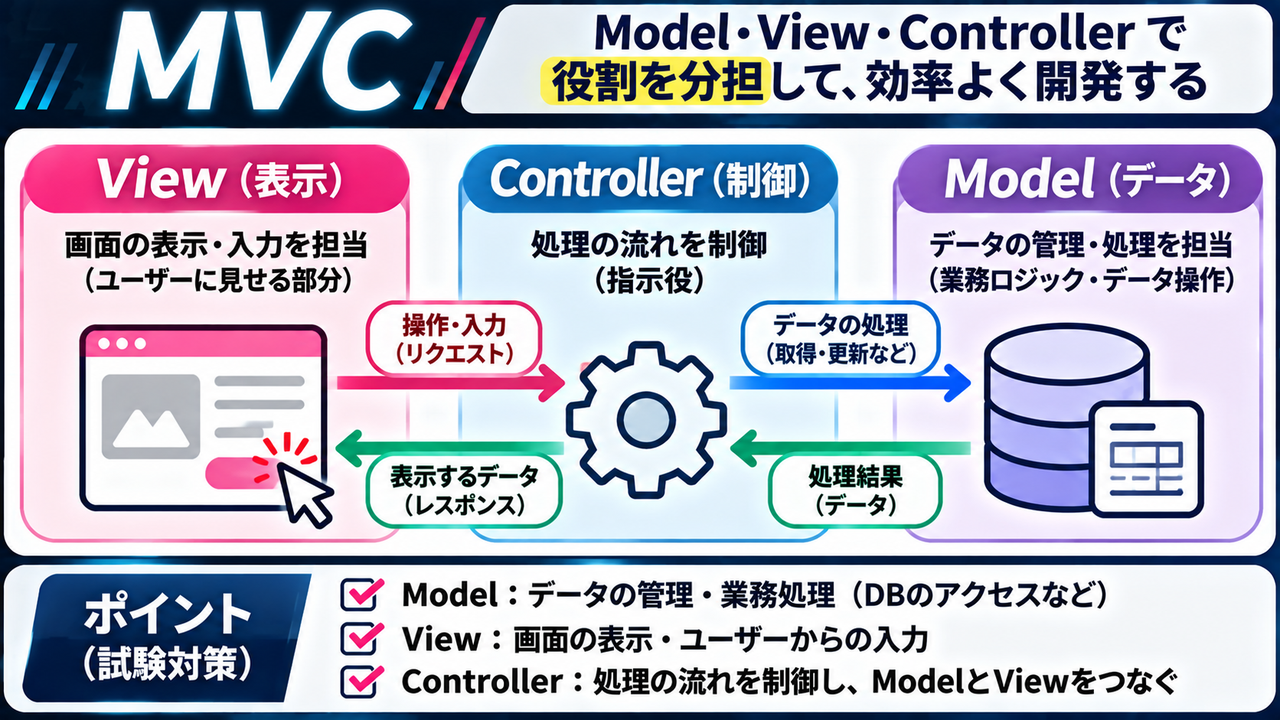 MVC
Model・View・Controller で
役割を分担して、効率よく開発する
View（表示）
画面の表示・入力を担当
（ユーザーに見せる部分）
Controller（制御）
処理の流れを制御
（指示役）
Model（データ）
データの管理・処理を担当
（業務ロジック・データ操作）
操作・入力
（リクエスト）
データの処理
（取得・更新など）
表示するデータ
（レスポンス）
処理結果
（データ）
ポイント
（試験対策）
Model：データの管理・業務処理（DBのアクセスなど）
View：画面の表示・ユーザーからの入力
Controller：処理の流れを制御し、ModelとViewをつなぐ